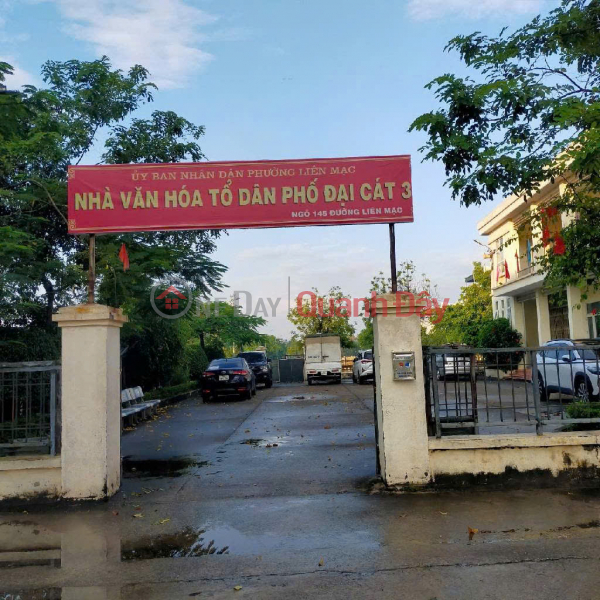 ỦY BAN NHÂN DÂN PHƯỜNG LIÊN MẠC
NHÀ VĂN HÓA TỔ DÂN PHỐ ĐẠI CÁT 3
NGÕ 145 ĐƯỜNG LIÊN MẠC
OneDay Quanh Đây